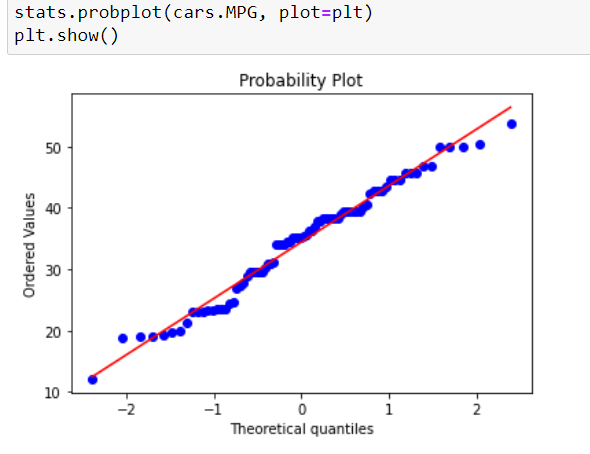 stats.probplot(cars.MPG, plot=plt)
plt.show()
Probability Plot
Ordered Values
50
40
30
20
10
−2
−1
0
1
2
Theoretical quantiles